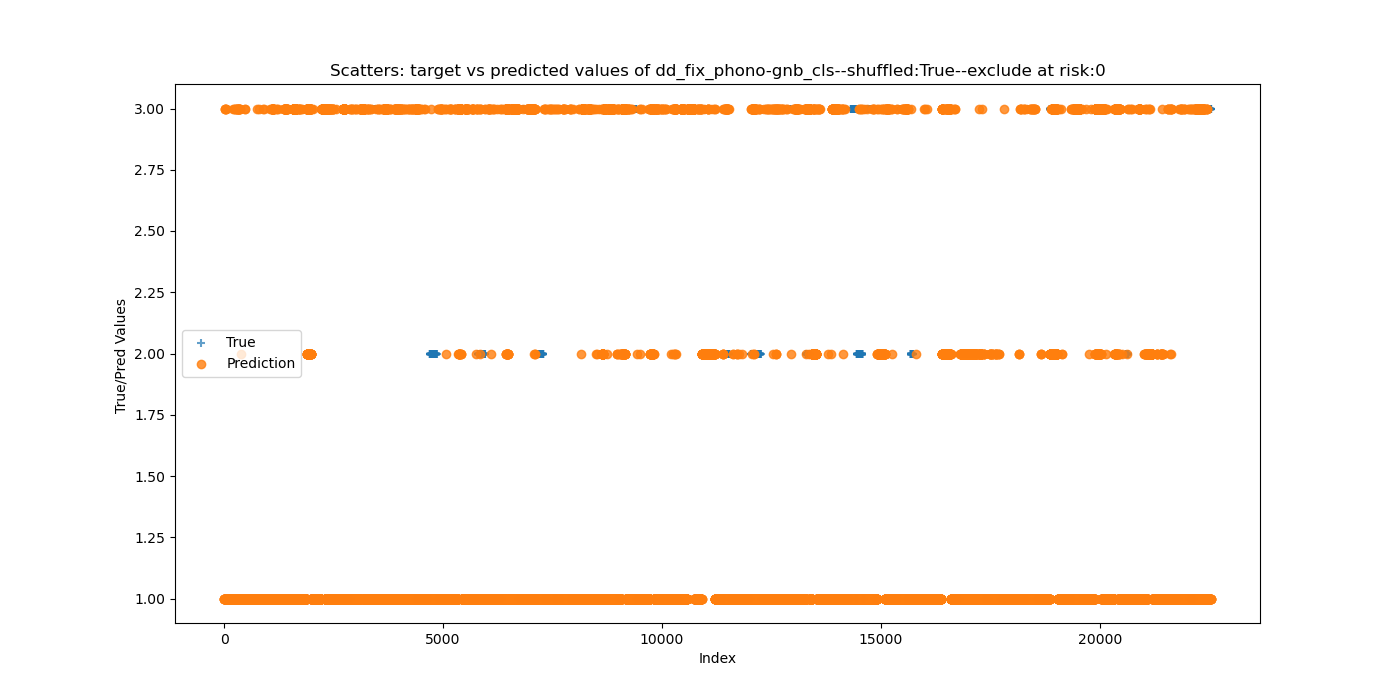 Scatters: target vs predicted values of dd_fix_phono-gnb_cls--shuffled:True--exclude at risk:0
3.00
2.75
2.50
2.25
2.00
1.75
1.50
1.25
1.00
True/Pred Values
True
Prediction
0
5000
10000
15000
20000
Index